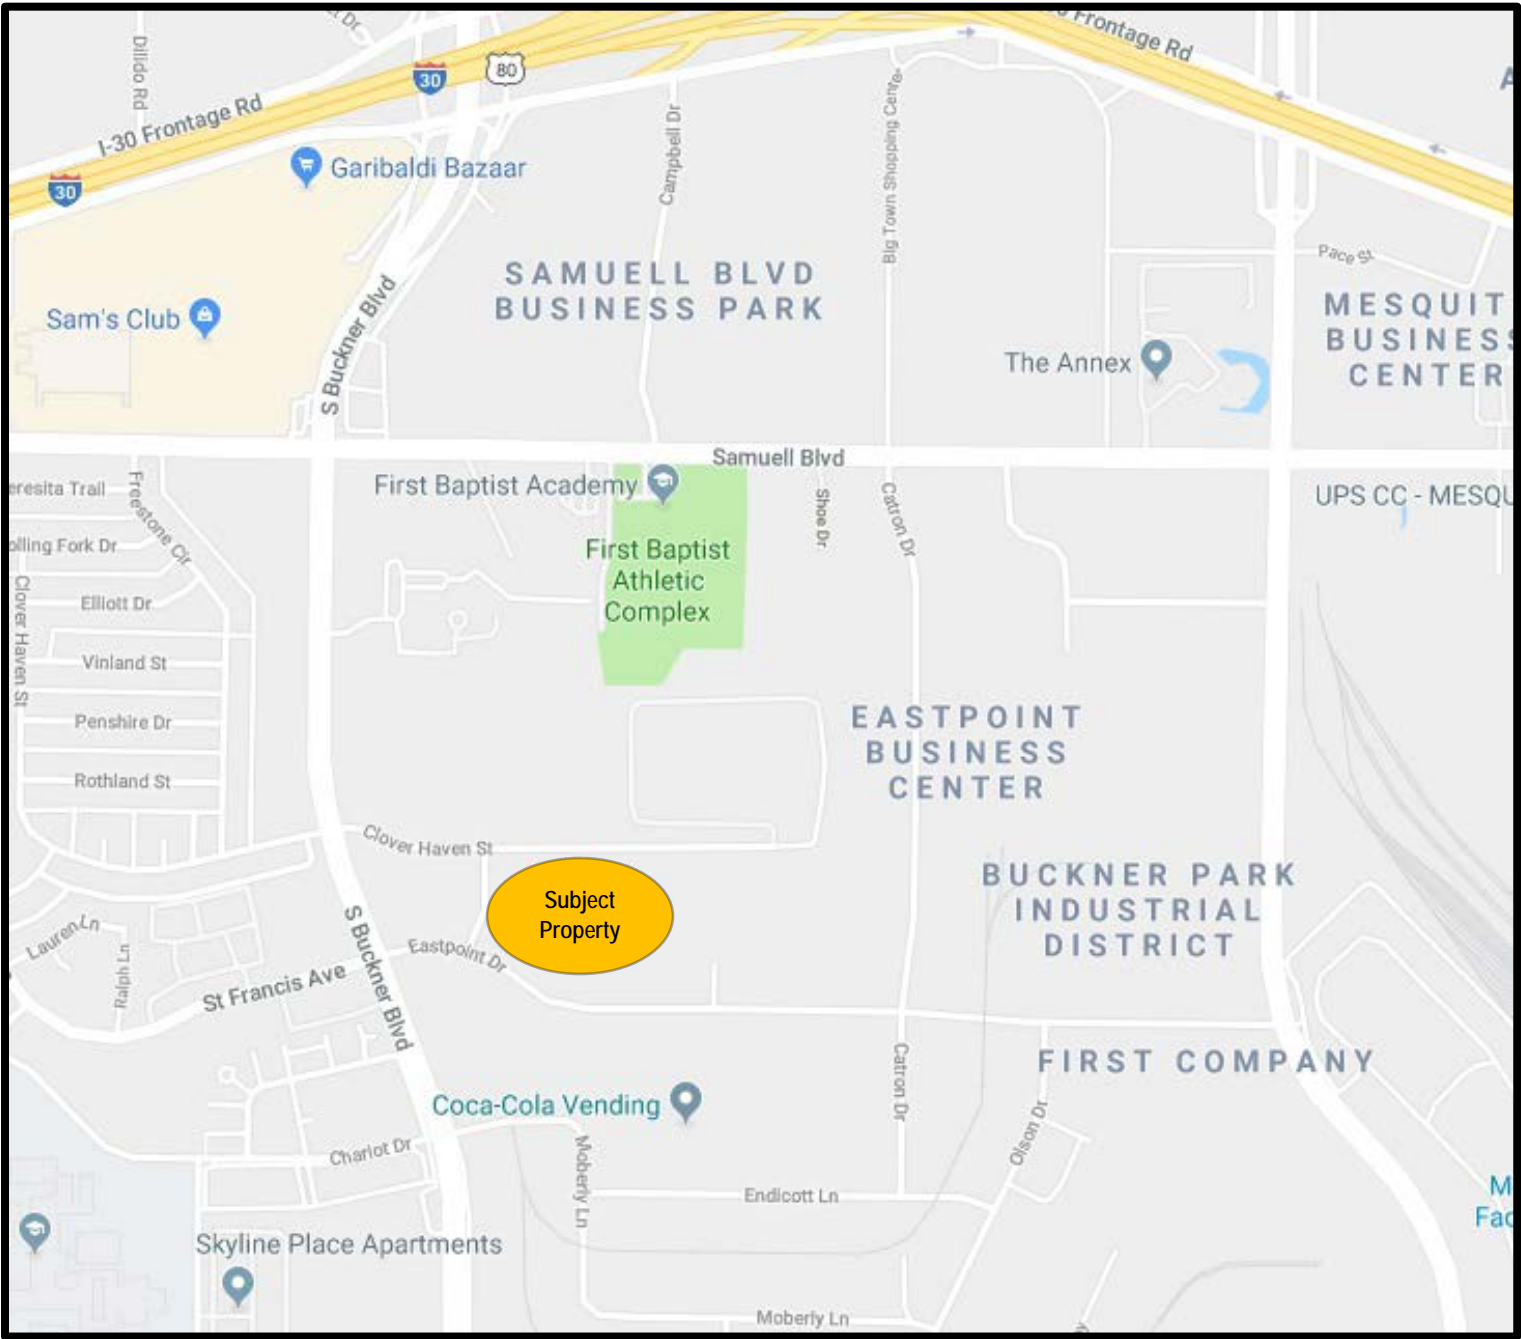 Frontage Rd
Dilido Rd
30
80
I-30 Frontage Rd
30
Garibaldi Bazaar
Campbell Dr
Big Town Shopping Cente
Pace St
SAMUELL BLVD
BUSINESS PARK
Sam's Club
S Buckner Blvd
The Annex
MESQUIT
BUSINESS
CENTER
Samuell Blvd
eresita Trail
Freestone Cir
First Baptist Academy
Shoe Dr
Catron Dr
UPS CC - MESQU
olling Fork Dr
First Baptist
Athletic
Complex
Clover Haven St
Elliott Dr
Vinland St
Penshire Dr
Rothland St
EASTPOINT
BUSINESS
CENTER
Clover Haven St
Subject
Property
BUCKNER PARK
INDUSTRIAL
DISTRICT
Lauren Ln
Ralph Ln
St Francis Ave
S Buckner Blvd
Eastpoint Dr
FIRST COMPANY
Catron Dr
Coca-Cola Vending
Olson Dr
Chariot Dr
Moberly Ln
Endicott Ln
M
Fac
Skyline Place Apartments
Moberly Ln